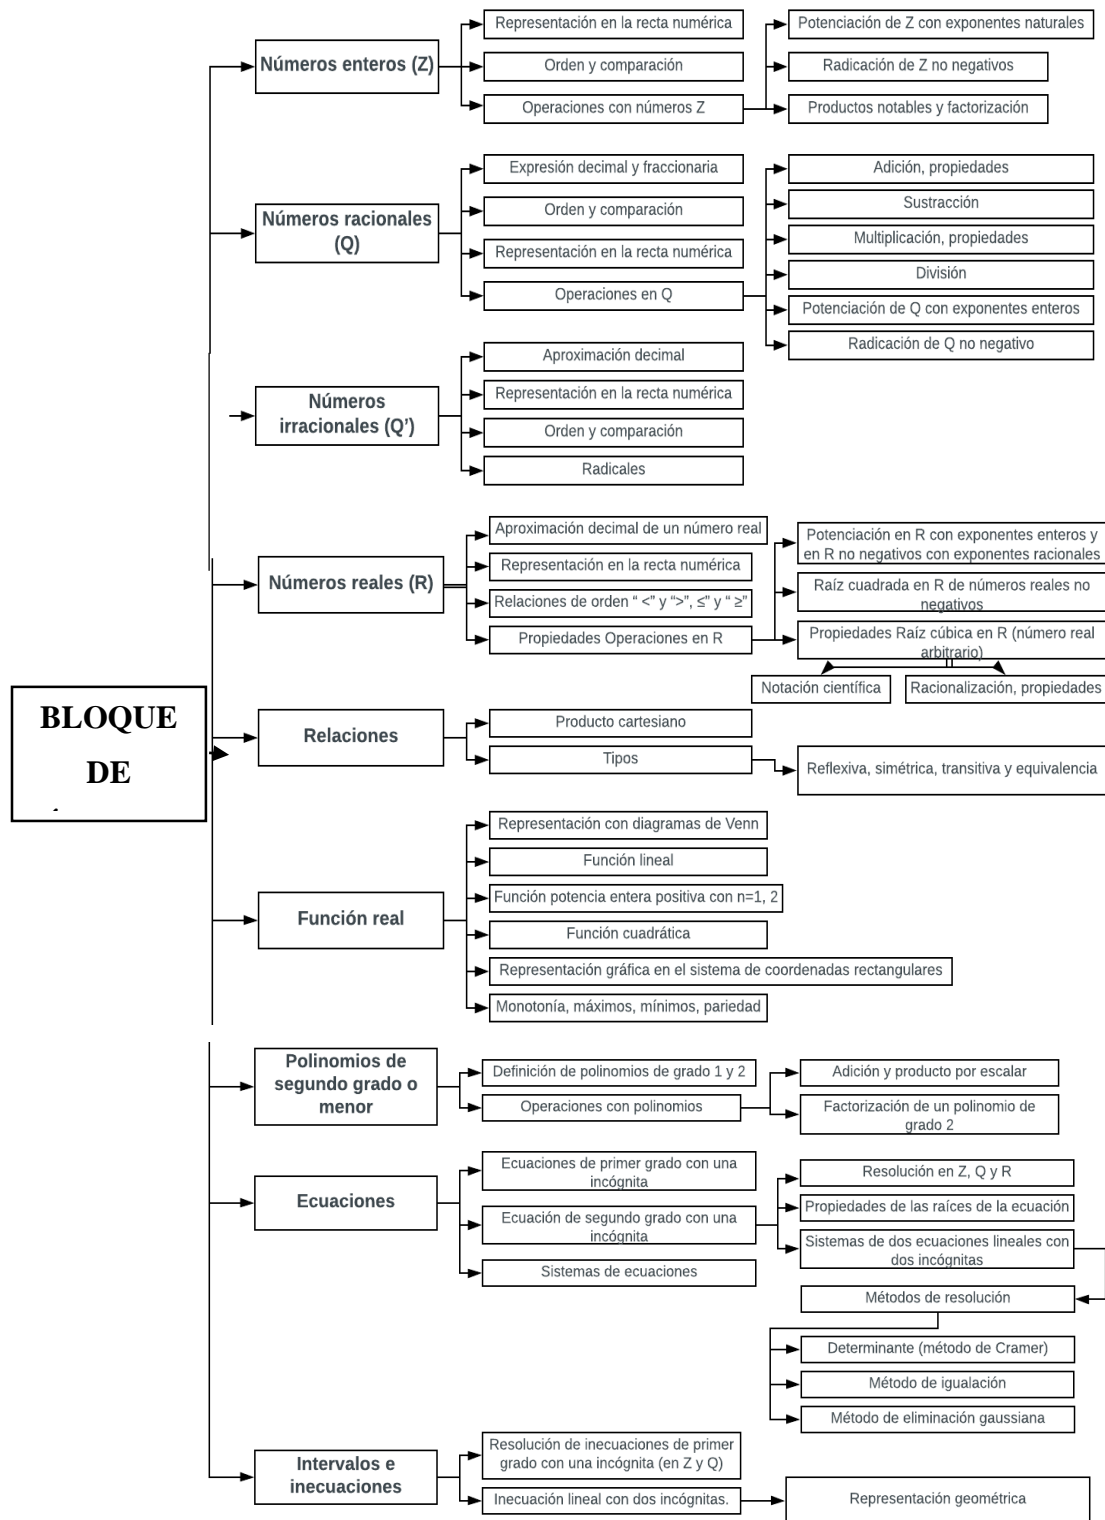 BLOQUE
DE
Números enteros (Z)
Representación en la recta numérica
Orden y comparación
Operaciones con números Z
Potenciación de Z con exponentes naturales
Radicación de Z no negativos
Productos notables y factorización
Números racionales
(Q)
Expresión decimal y fraccionaria
Orden y comparación
Representación en la recta numérica
Operaciones en Q
Adición, propiedades
Sustracción
Multiplicación, propiedades
División
Potenciación de Q con exponentes enteros
Radicación de Q no negativo
Números
irracionales (Q’)
Aproximación decimal
Representación en la recta numérica
Orden y comparación
Radicales
Números reales (R)
Aproximación decimal de un número real
Representación en la recta numérica
Relaciones de orden “ <” y “>”, ≤” y “ ≥”
Propiedades Operaciones en R
Potenciación en R con exponentes enteros y
en R no negativos con exponentes racionales
Raíz cuadrada en R de números reales no
negativos
Propiedades Raíz cúbica en R (número real
arbitrario)
Notación científica
Racionalización, propiedades
Relaciones
Producto cartesiano
Tipos
Reflexiva, simétrica, transitiva y equivalencia
Función real
Representación con diagramas de Venn
Función lineal
Función potencia entera positiva con n=1, 2
Función cuadrática
Representación gráfica en el sistema de coordenadas rectangulares
Monotonía, máximos, mínimos, pariedad
Polinomios de
segundo grado o
menor
Definición de polinomios de grado 1 y 2
Operaciones con polinomios
Adición y producto por escalar
Factorización de un polinomio de
grado 2
Ecuaciones
Ecuaciones de primer grado con una
incógnita
Ecuación de segundo grado con una
incógnita
Sistemas de ecuaciones
Resolución en Z, Q y R
Propiedades de las raíces de la ecuación
Sistemas de dos ecuaciones lineales con
dos incógnitas
Métodos de resolución
Determinante (método de Cramer)
Método de igualación
Método de eliminación gaussiana
Intervalos e
inecuaciones
Resolución de inecuaciones de primer
grado con una incógnita (en Z y Q)
Inecuación lineal con dos incógnitas.
Representación geométrica